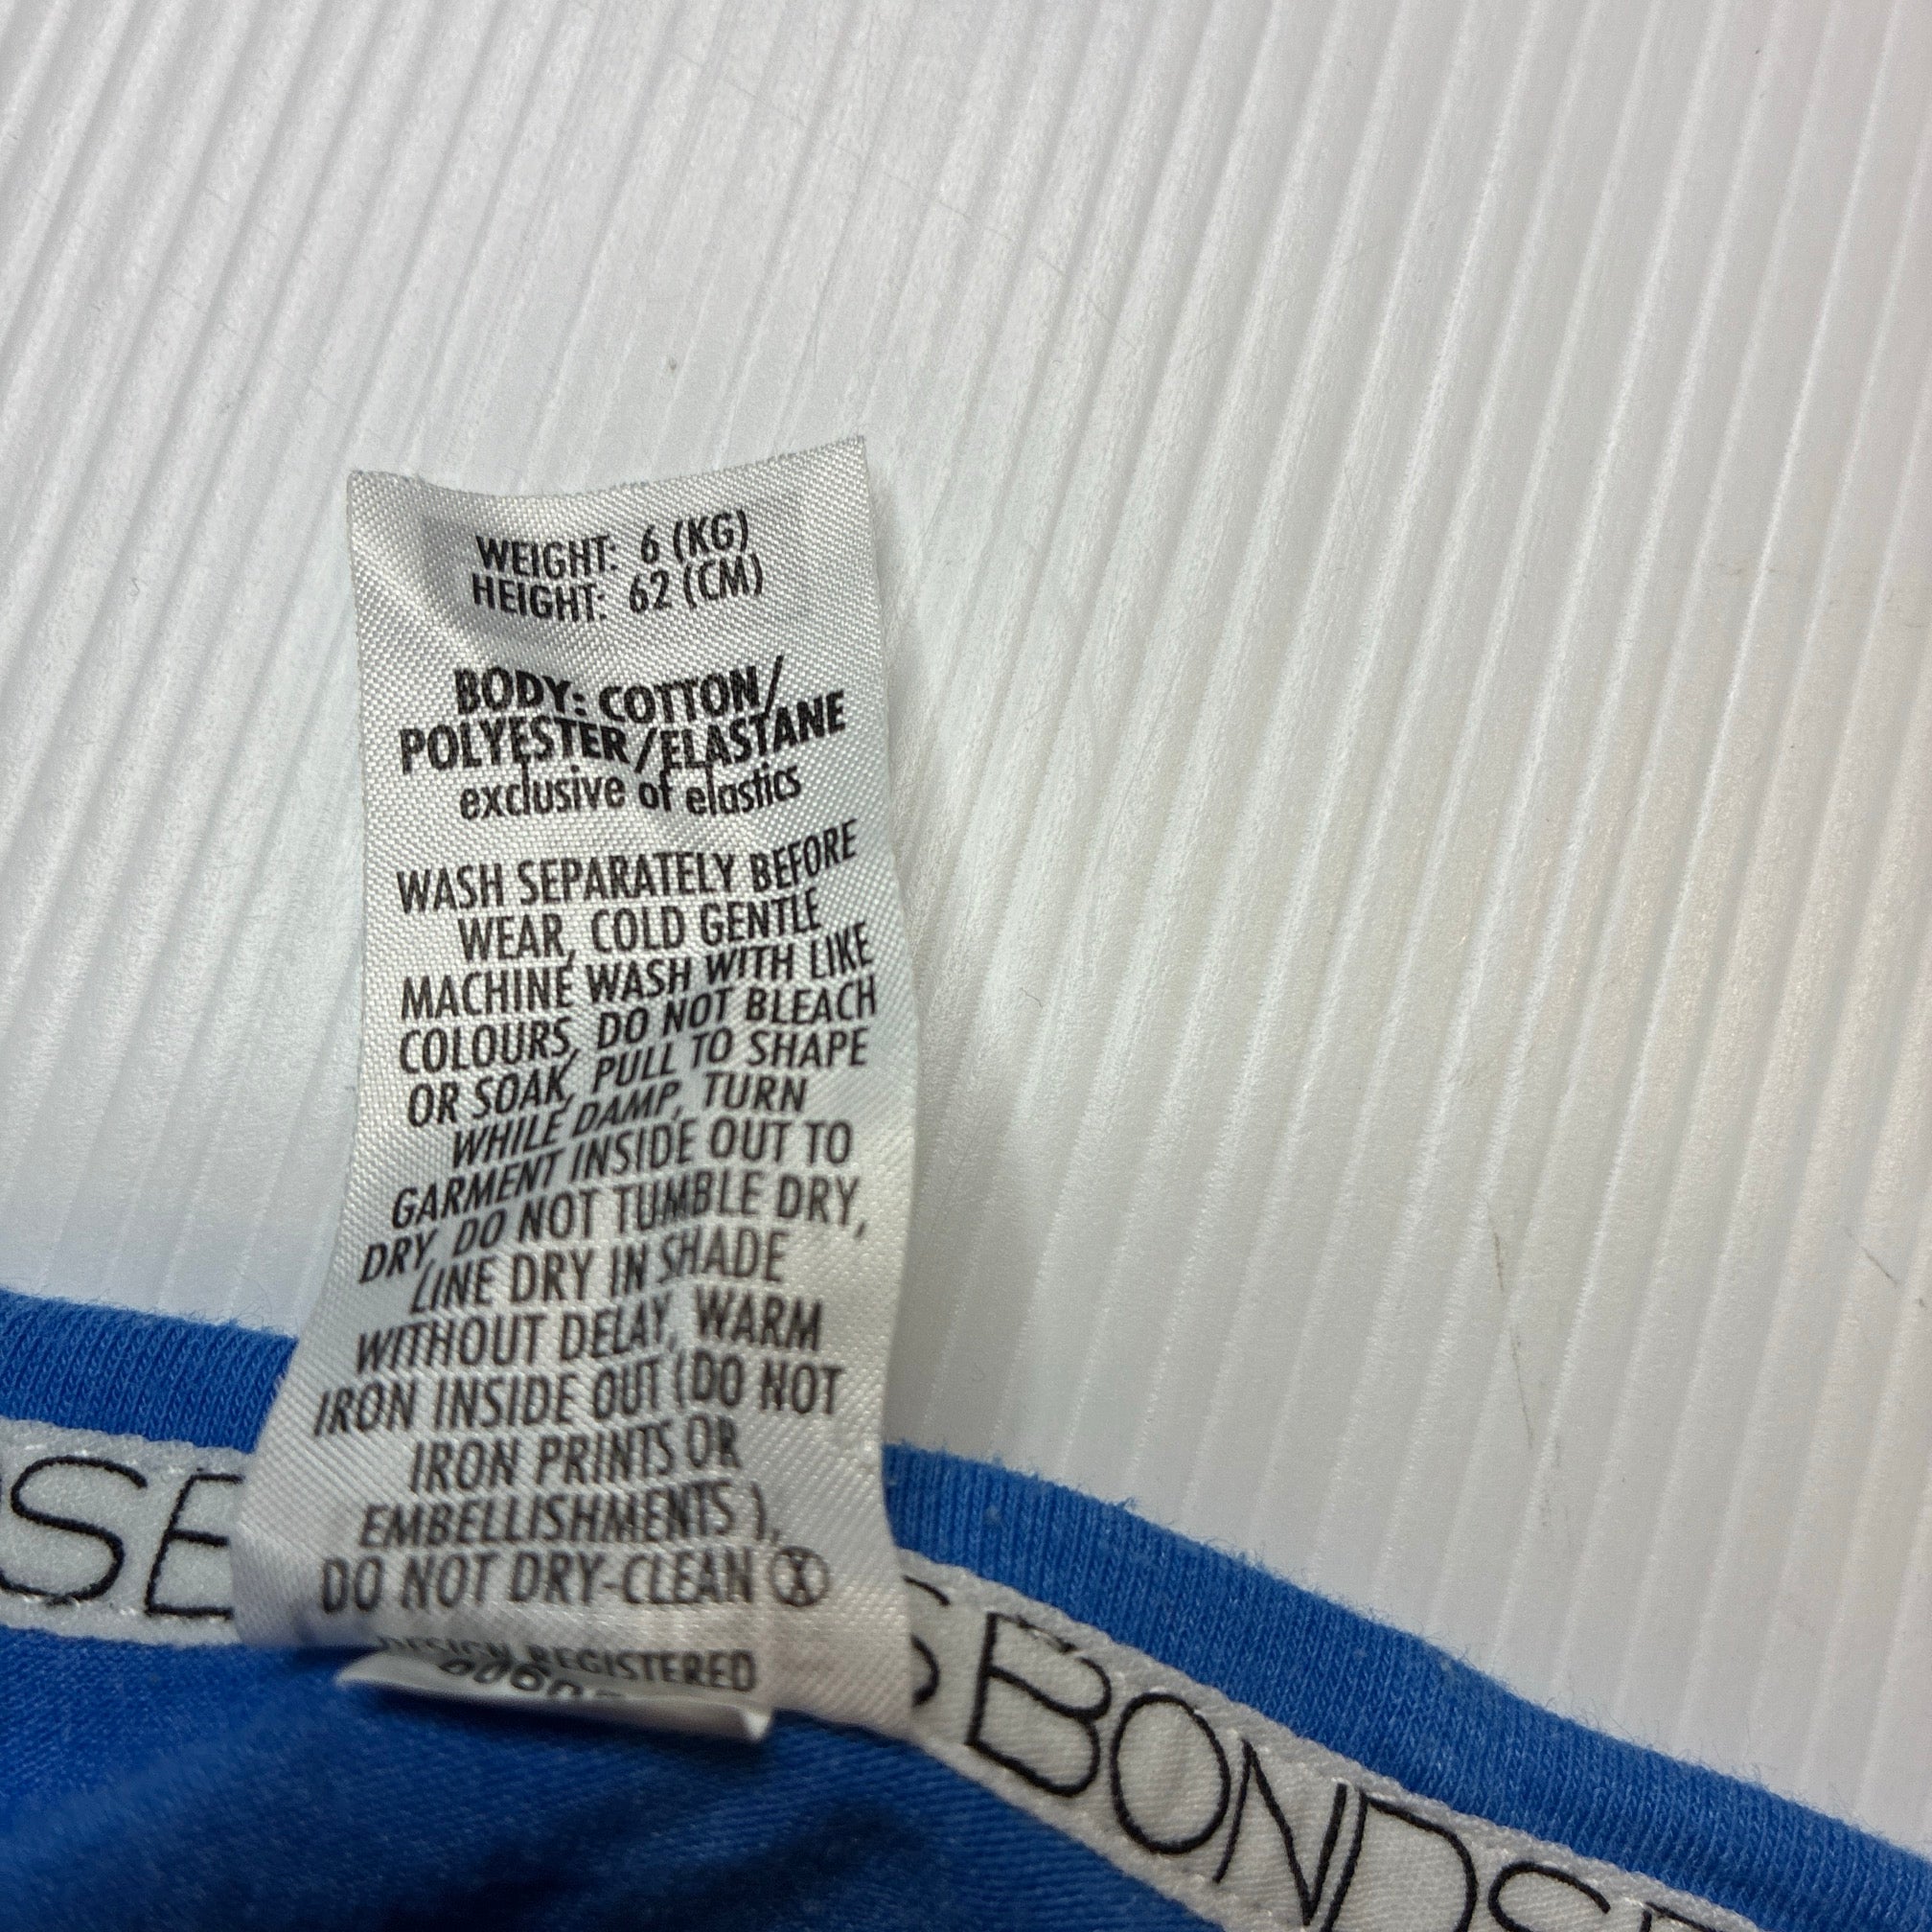 WEIGHT: 6 (KG)
HEIGHT: 62 (CM)
BODY: COTTON/
POLYESTER/ELASTANE
exclusive of elastics
WASH SEPARATELY BEFORE
WEAR, COLD GENTLE
MACHINE WASH WITH LIKE
COLOURS, DO NOT BLEACH
OR SOAK, PULL TO SHAPE
WHILE DAMP, TURN
GARMENT INSIDE OUT TO
DRY, DO NOT TUMBLE DRY,
LINE DRY IN SHADE
WITHOUT DELAY, WARM
IRON INSIDE OUT (DO NOT
IRON PRINTS OR
EMBELLISHMENTS ),
DO NOT DRY-CLEAN Ⓧ
DESIGN REGISTERED
BONDS